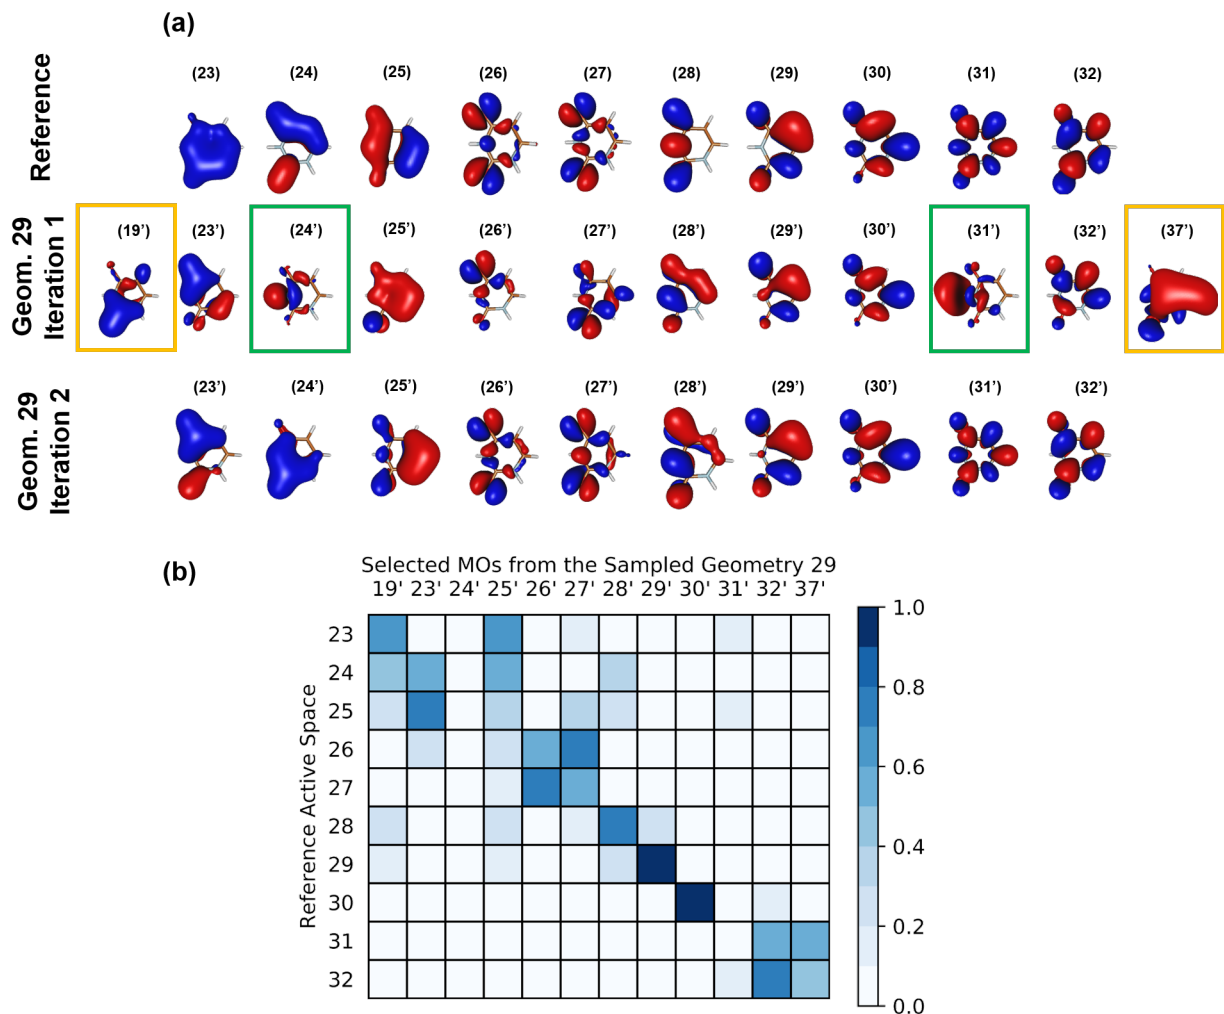 (a)
Reference
(23) (24) (25) (26) (27) (28) (29) (30) (31) (32)
Geom. 29
Iteration 1
(19’) (23’) (24’) (25’) (26’) (27’) (28’) (29’) (30’) (31’) (32’) (37’)
Geom. 29
Iteration 2
(23’) (24’) (25’) (26’) (27’) (28’) (29’) (30’) (31’) (32’)
(b)
Selected MOs from the Sampled Geometry 29
19' 23' 24' 25' 26' 27' 28' 29' 30' 31' 32' 37'
Reference Active Space
23
24
25
26
27
28
29
30
31
32
1.0
0.8
0.6
0.4
0.2
0.0